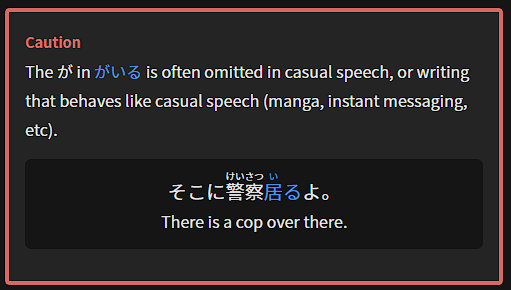 Caution
The が in がいる is often omitted in casual speech, or writing
that behaves like casual speech (manga, instant messaging,
etc).
けいさつ い
そこに警察居るよ。
There is a cop over there.